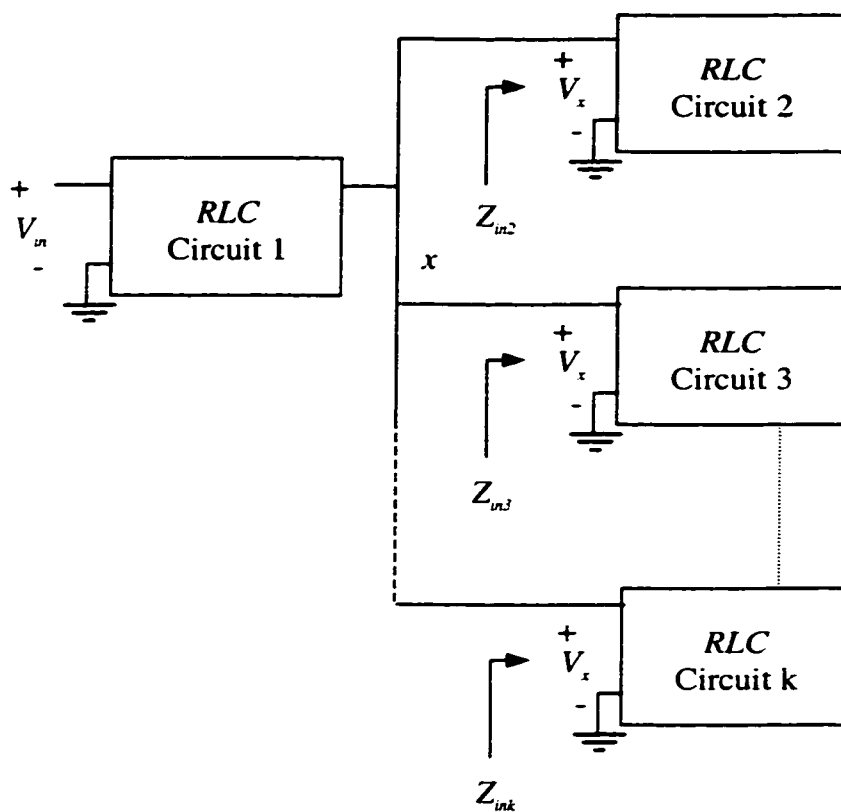 +
V_x
-
RLC
Circuit 2
Z_in2
+
V_in
-
RLC
Circuit 1
x
+
V_x
-
RLC
Circuit 3
Z_in3
+
V_x
-
RLC
Circuit k
Z_ink